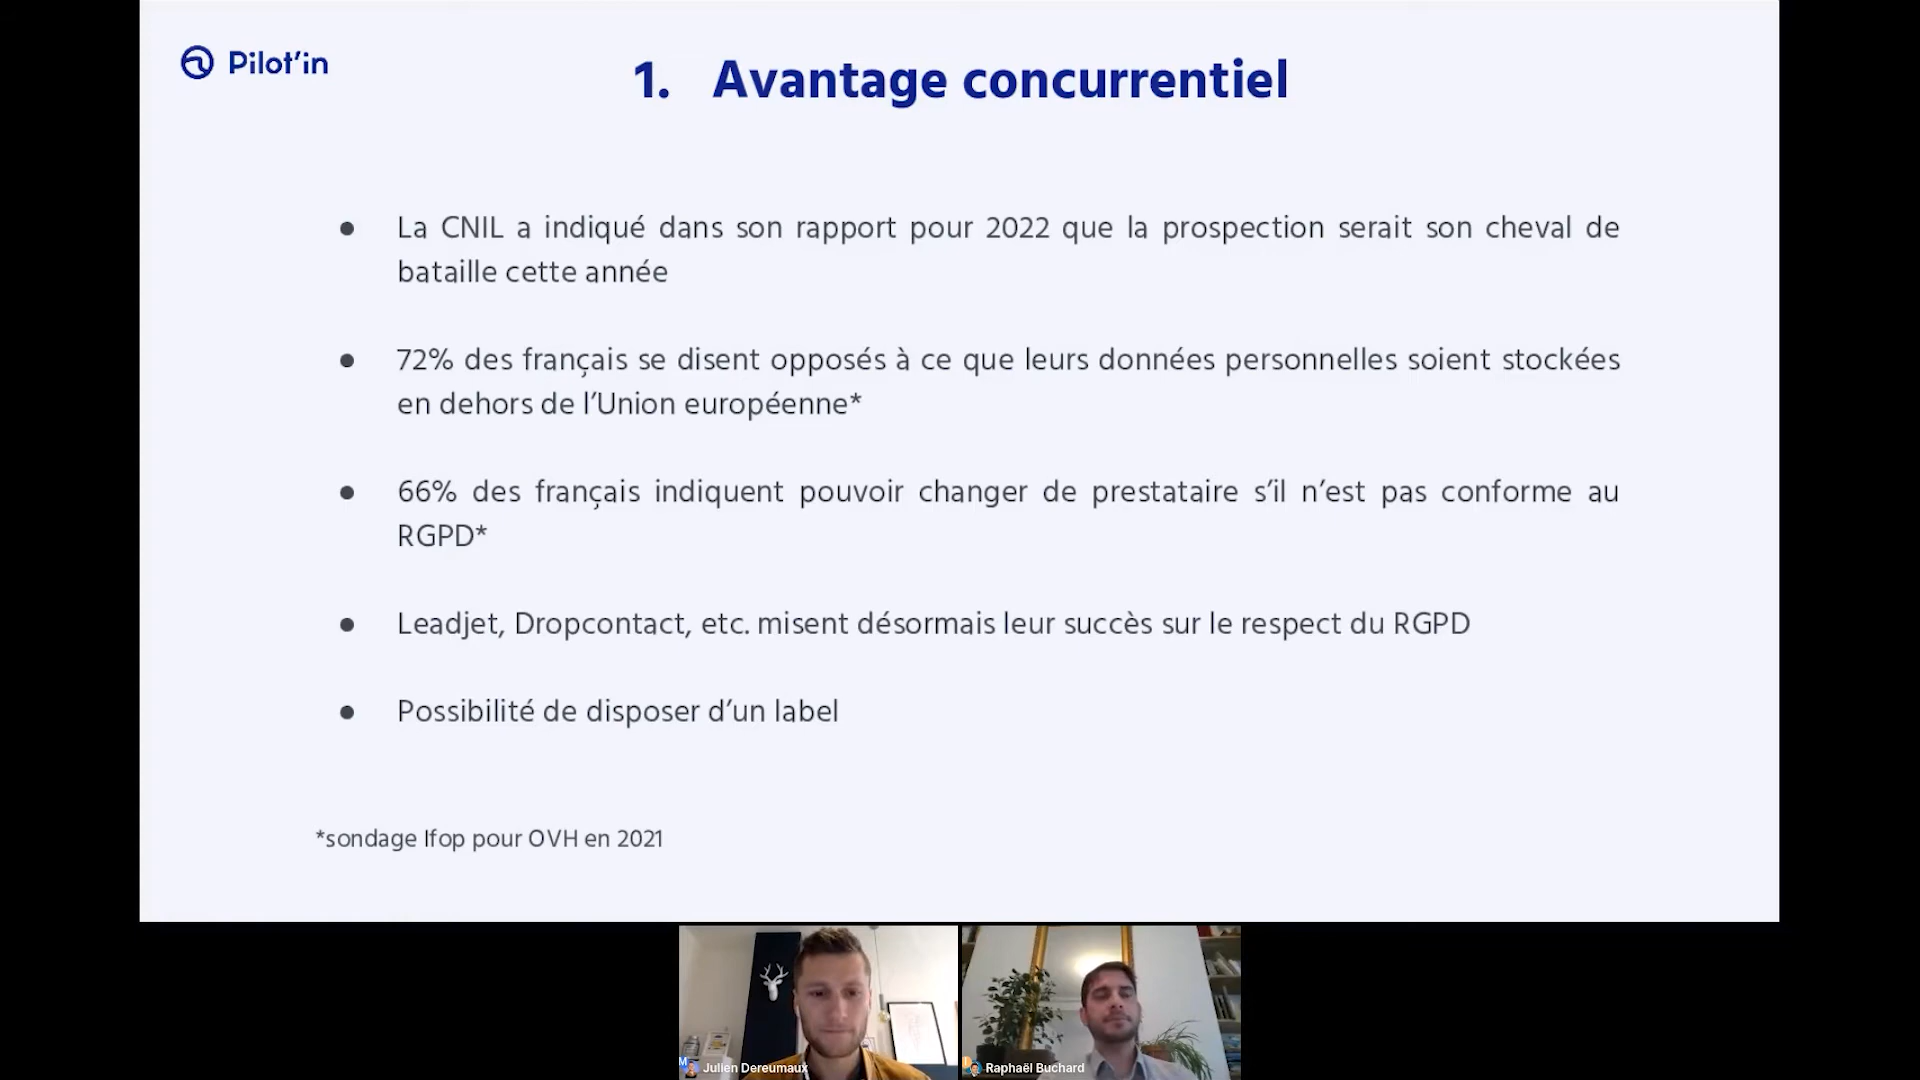 Pilot'in
1. Avantage concurrentiel
● La CNIL a indiqué dans son rapport pour 2022 que la prospection serait son cheval de
bataille cette année
● 72% des français se disent opposés à ce que leurs données personnelles soient stockées
en dehors de l'Union européenne*
● 66% des français indiquent pouvoir changer de prestataire s'il n'est pas conforme au
RGPD*
● Leadjet, Dropcontact, etc. misent désormais leur succès sur le respect du RGPD
● Possibilité de disposer d'un label
*sondage Ifop pour OVH en 2021
Julien Dereumaux
Raphaël Buchard